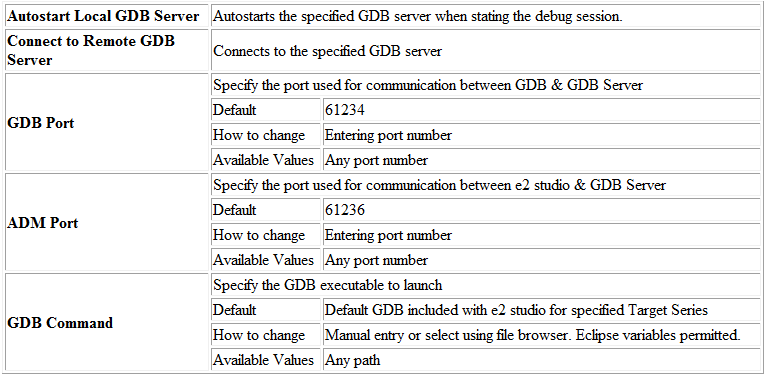 Autostart Local GDB Server Autostarts the specified GDB server when stating the debug session.
Connect to Remote GDB
Server
Connects to the specified GDB server
GDB Port
Specify the port used for communication between GDB & GDB Server
Default 61234
How to change Entering port number
Available Values Any port number
ADM Port
Specify the port used for communication between e2 studio & GDB Server
Default 61236
How to change Entering port number
Available Values Any port number
GDB Command
Specify the GDB executable to launch
Default Default GDB included with e2 studio for specified Target Series
How to change Manual entry or select using file browser. Eclipse variables permitted.
Available Values Any path